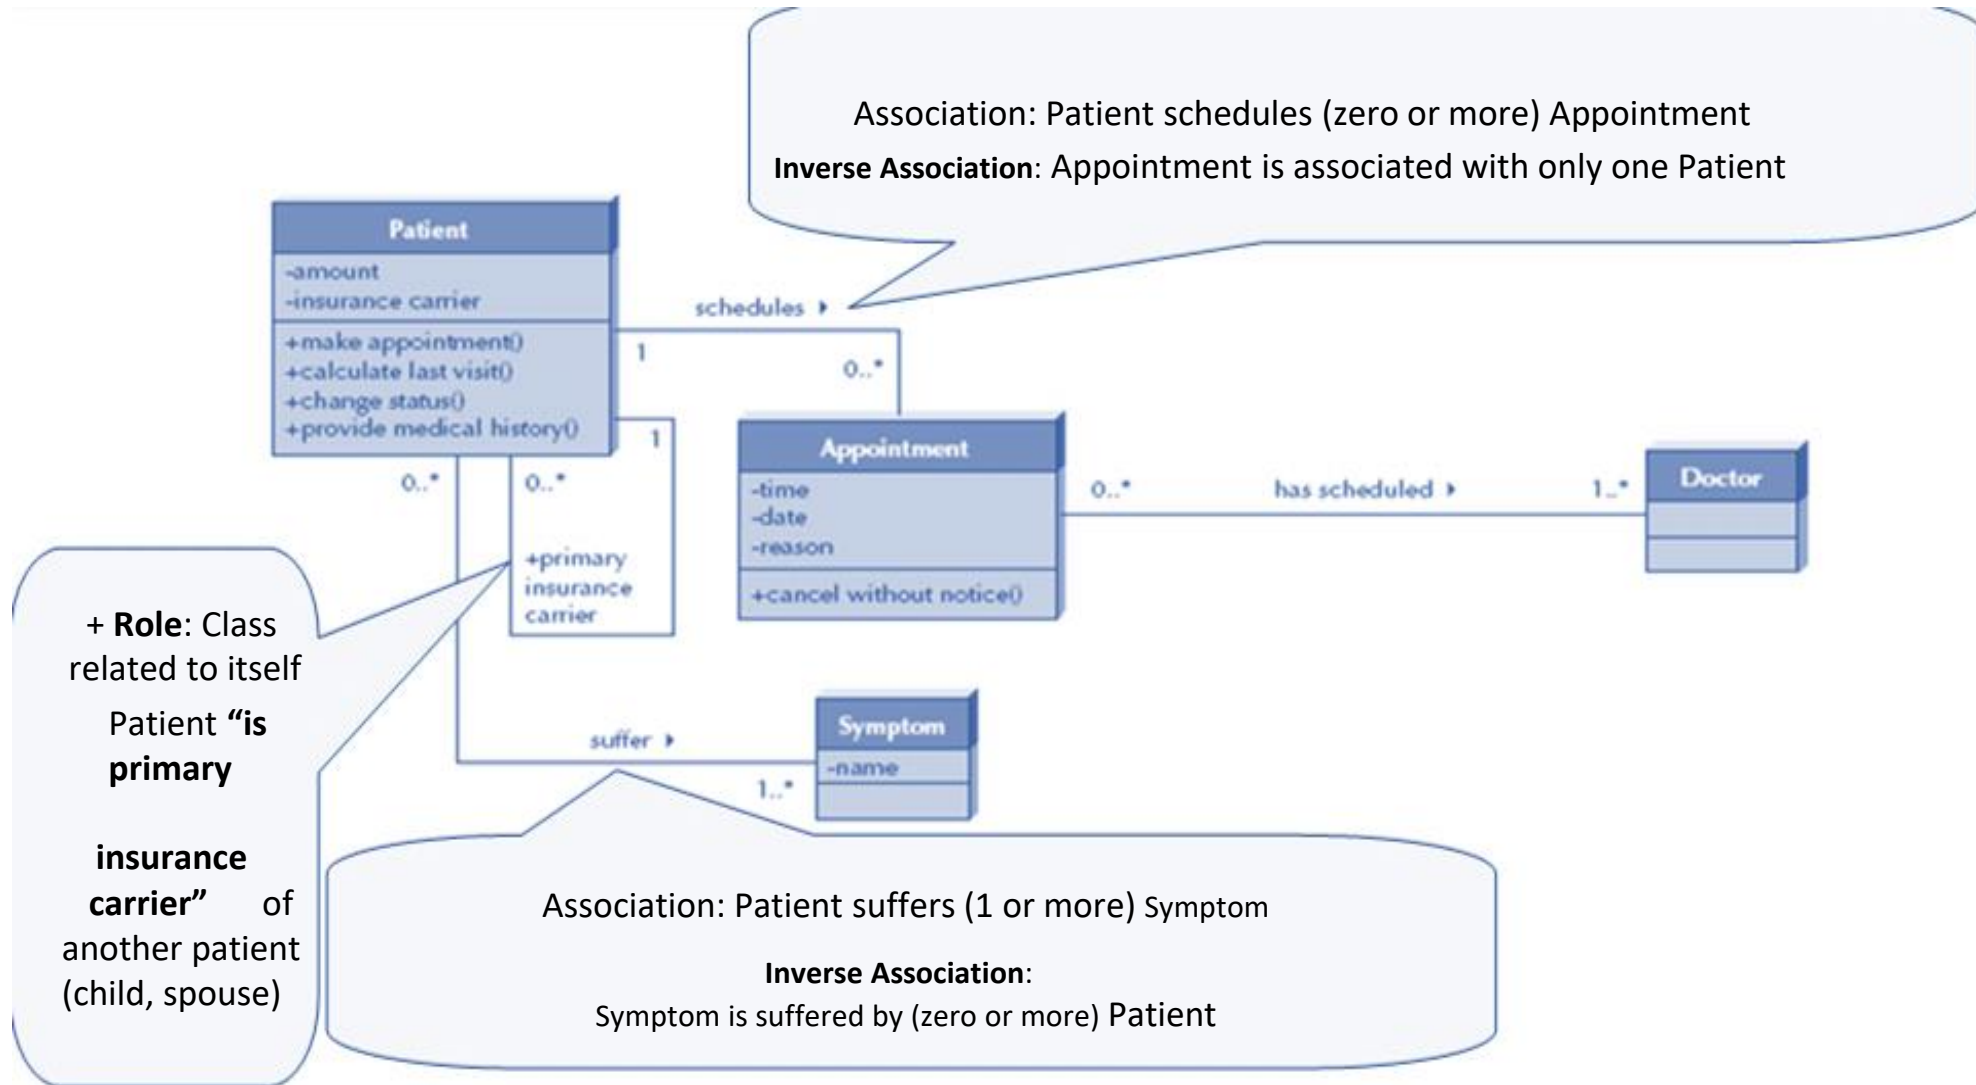 Association: Patient schedules (zero or more) Appointment
Inverse Association: Appointment is associated with only one Patient
Patient
-amount
-insurance carrier
+make appointment()
+calculate last visit()
+change status()
+provide medical history()
schedules
1
0..*
1
0..*
0..*
+primary
insurance
carrier
Appointment
-time
-date
-reason
+cancel without notice()
0..*
has scheduled
1..*
Doctor
+ Role: Class
related to itself
Patient “is
primary
insurance
carrier” of
another patient
(child, spouse)
suffer
1..*
Symptom
-name
Association: Patient suffers (1 or more) Symptom
Inverse Association:
Symptom is suffered by (zero or more) Patient